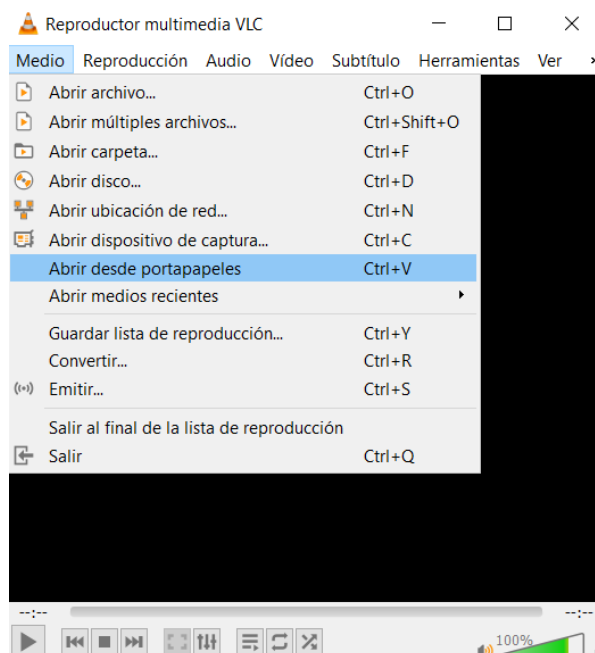 Reproductor multimedia VLC
Medio Reproducción Audio Vídeo Subtítulo Herramientas Ver
Abrir archivo... Ctrl+O
Abrir múltiples archivos... Ctrl+Shift+O
Abrir carpeta... Ctrl+F
Abrir disco... Ctrl+D
Abrir ubicación de red... Ctrl+N
Abrir dispositivo de captura... Ctrl+C
Abrir desde portapapeles Ctrl+V
Abrir medios recientes
Guardar lista de reproducción... Ctrl+Y
Convertir... Ctrl+R
Emitir... Ctrl+S
Salir al final de la lista de reproducción
Salir Ctrl+Q
--:-- --:--
100%